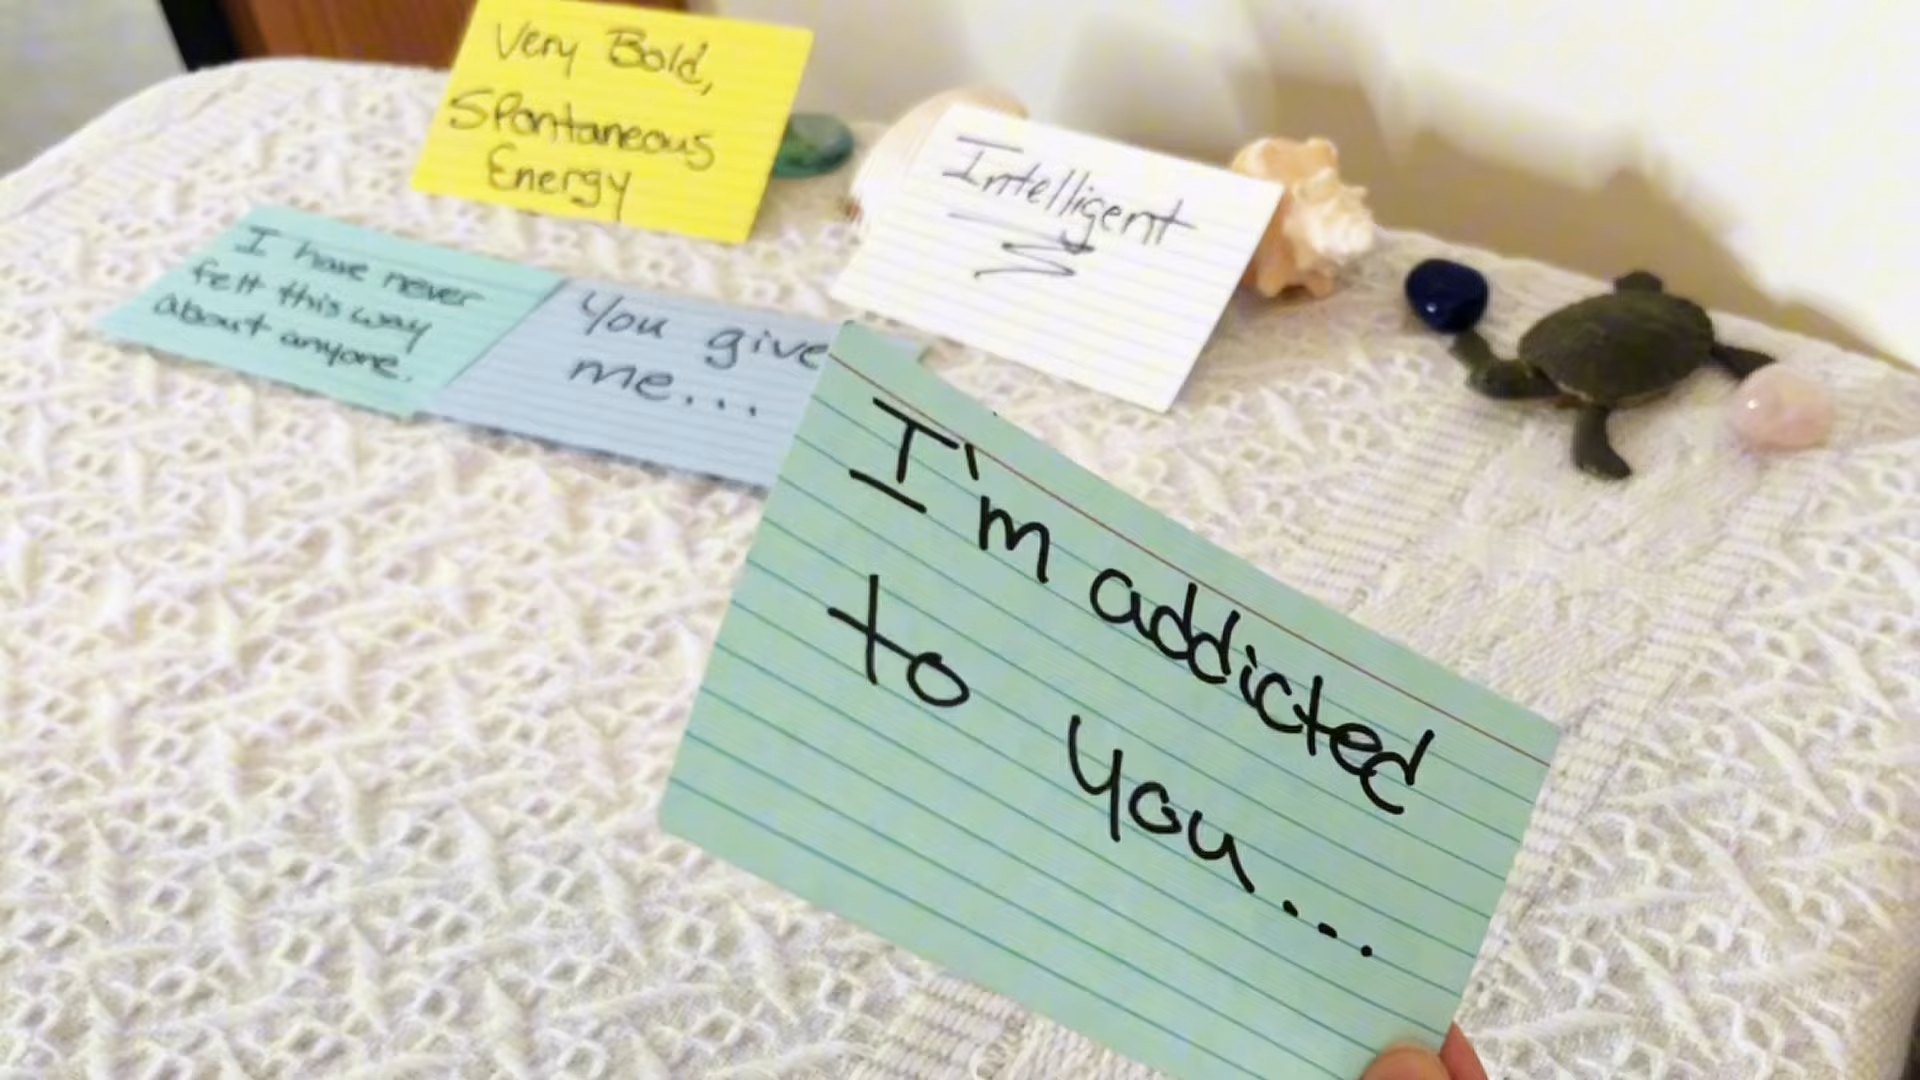 Very Bold,
Spontaneous
Energy
Intelligent
I have never
felt this way
about anyone.
You give
me...
I'm addicted
to you...